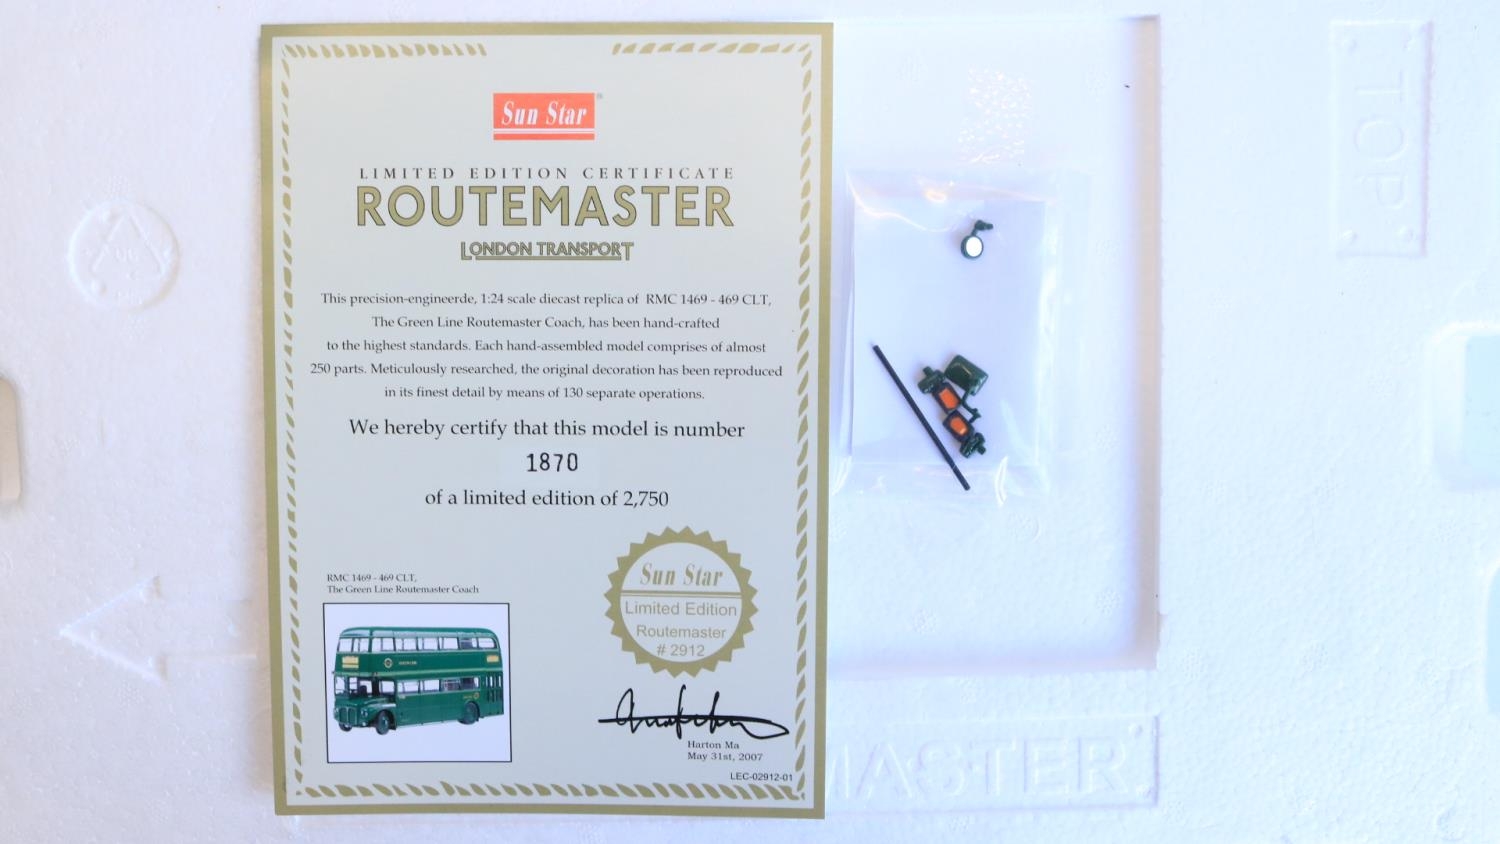 Sun Star ®
LIMITED EDITION CERTIFICATE
ROUTEMASTER
LONDON TRANSPORT
This precision-engineerde, 1:24 scale diecast replica of RMC 1469 - 469 CLT,
The Green Line Routemaster Coach, has been hand-crafted
to the highest standards. Each hand-assembled model comprises of almost
250 parts. Meticulously researched, the original decoration has been reproduced
in its finest detail by means of 130 separate operations.
We hereby certify that this model is number
1870
of a limited edition of 2,750
RMC 1469 - 469 CLT,
The Green Line Routemaster Coach
Sun Star
Limited Edition
Routemaster
# 2912
Harton Ma
May 31st, 2007
LEC-02912-01
TOP
MASTER